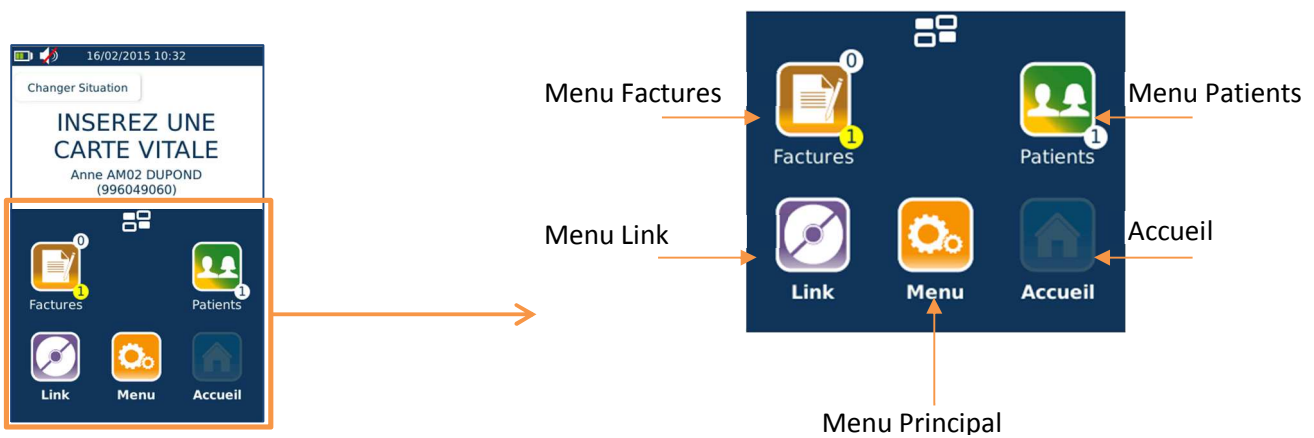 16/02/2015 10:32
Changer Situation
INSEREZ UNE
CARTE VITALE
Anne AM02 DUPOND
(996049060)
0
1
Factures
1
Patients
Link
Menu
Accueil
Menu Factures
0
1
Factures
Menu Patients
1
Patients
Menu Link
Link
Menu
Accueil
Accueil
Menu Principal